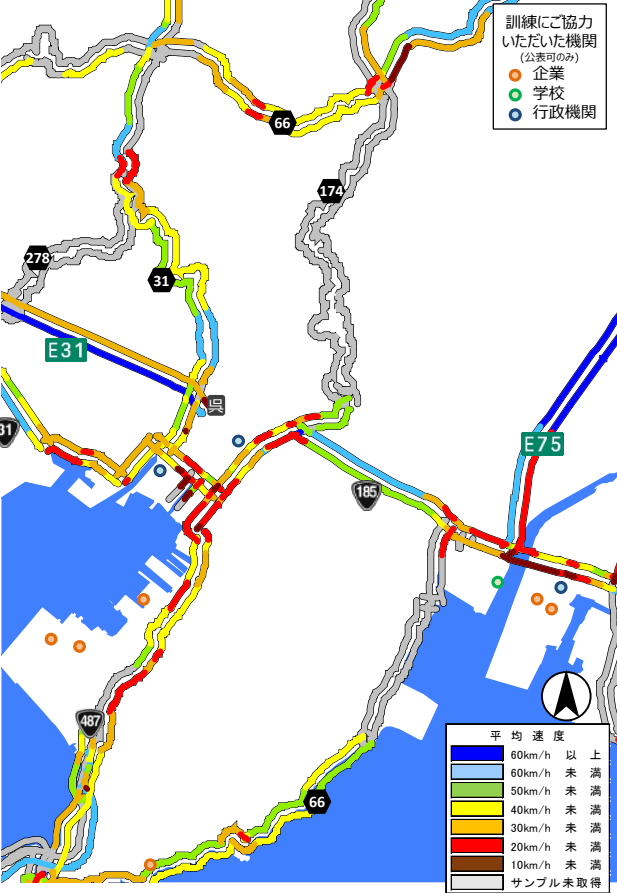 訓練にご協力
いただいた機関
(公表可のみ)
企業
学校
行政機関
66
174
278
31
E31
呉
31
E75
185
487
66
平均速度
60km/h 以上
60km/h 未満
50km/h 未満
40km/h 未満
30km/h 未満
20km/h 未満
10km/h 未満
サンプル未取得